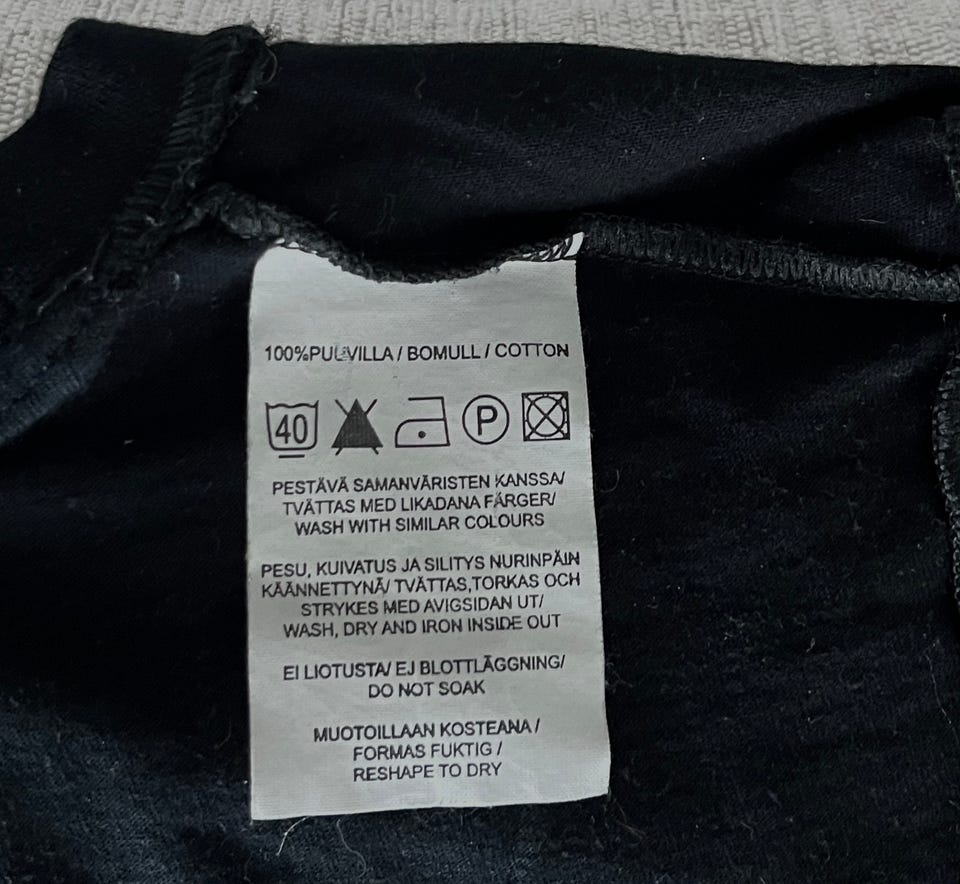 100%PULVILLA / BOMULL / COTTON
40 P
PESTÄVÄ SAMANVÄRISTEN KANSSA/
TVÄTTAS MED LIKADANA FÄRGER/
WASH WITH SIMILAR COLOURS
PESU, KUIVATUS JA SILITYS NURINPÄIN
KÄÄNNETTYNÄ/ TVÄTTAS,TORKAS OCH
STRYKES MED AVIGSIDAN UT/
WASH, DRY AND IRON INSIDE OUT
EI LIOTUSTA/ EJ BLOTTLÄGGNING/
DO NOT SOAK
MUOTOILLAAN KOSTEANA /
FORMAS FUKTIG /
RESHAPE TO DRY